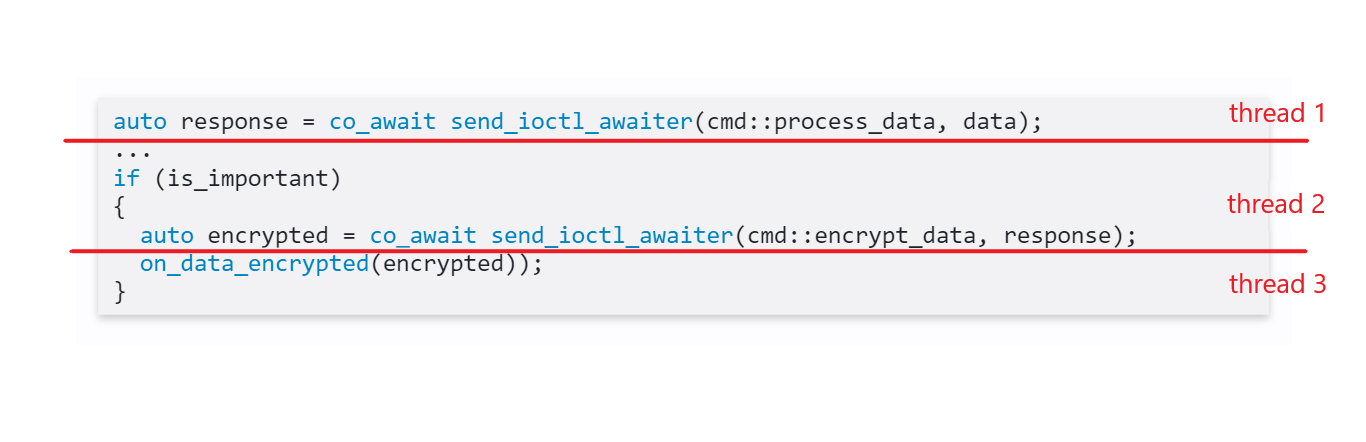 auto response = co_await send_ioctl_awaiter(cmd::process_data, data);
thread 1
...
if (is_important)
{
thread 2
auto encrypted = co_await send_ioctl_awaiter(cmd::encrypt_data, response);
on_data_encrypted(encrypted));
thread 3
}